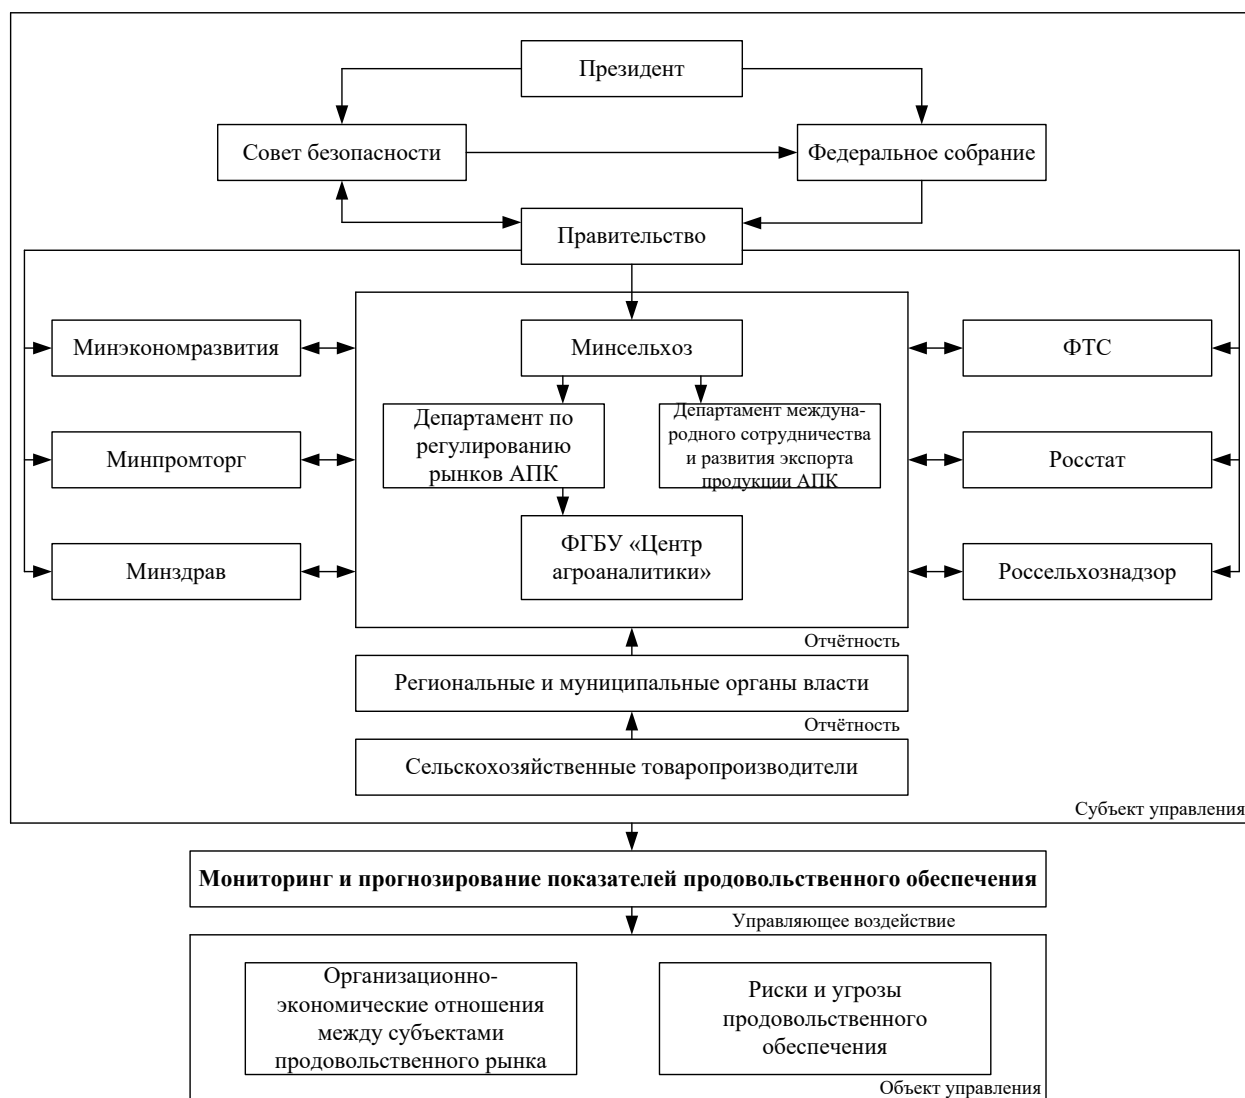 Президент
Совет безопасности
Федеральное собрание
Правительство
Минэкономразвития
Минсельхоз
ФТС
Департамент по
регулированию
рынков АПК
Департамент междуна-
родного сотрудничества
и развития экспорта
продукции АПК
Минпромторг
Росстат
ФГБУ «Центр
агроаналитики»
Минздрав
Россельхознадзор
Отчётность
Региональные и муниципальные органы власти
Отчётность
Сельскохозяйственные товаропроизводители
Субъект управления
Мониторинг и прогнозирование показателей продовольственного обеспечения
Управляющее воздействие
Организационно-
экономические отношения
между субъектами
продовольственного рынка
Риски и угрозы
продовольственного
обеспечения
Объект управления